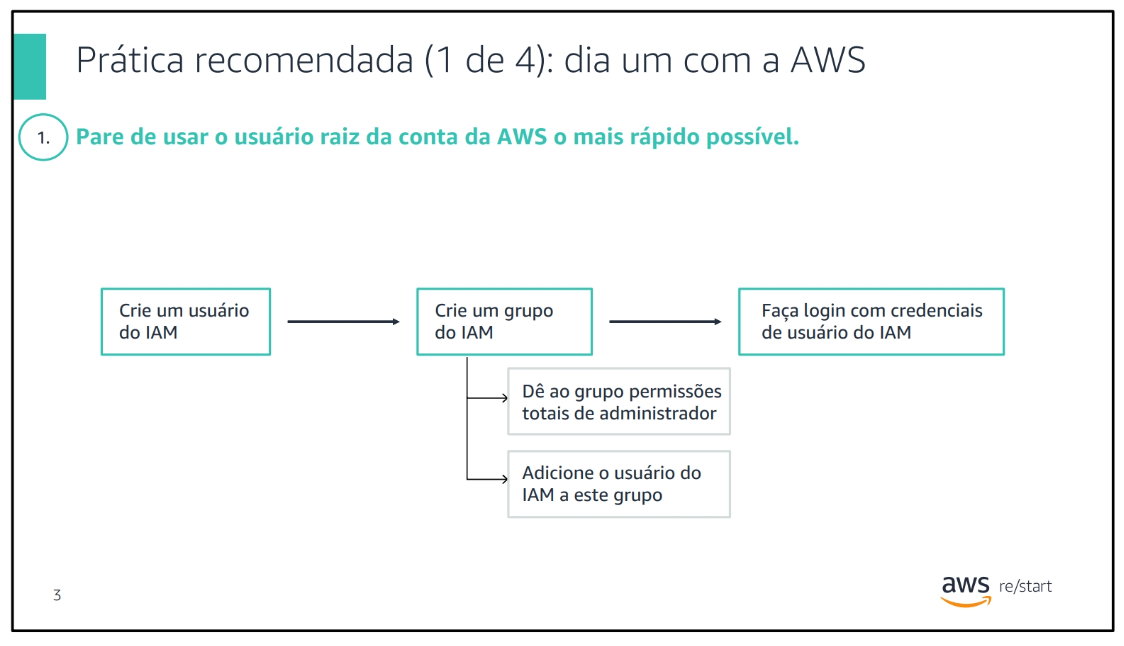 Prática recomendada (1 de 4): dia um com a AWS
1. Pare de usar o usuário raiz da conta da AWS o mais rápido possível.
Crie um usuário
do IAM
Crie um grupo
do IAM
Faça login com credenciais
de usuário do IAM
Dê ao grupo permissões
totais de administrador
Adicione o usuário do
IAM a este grupo
3
aws re/start